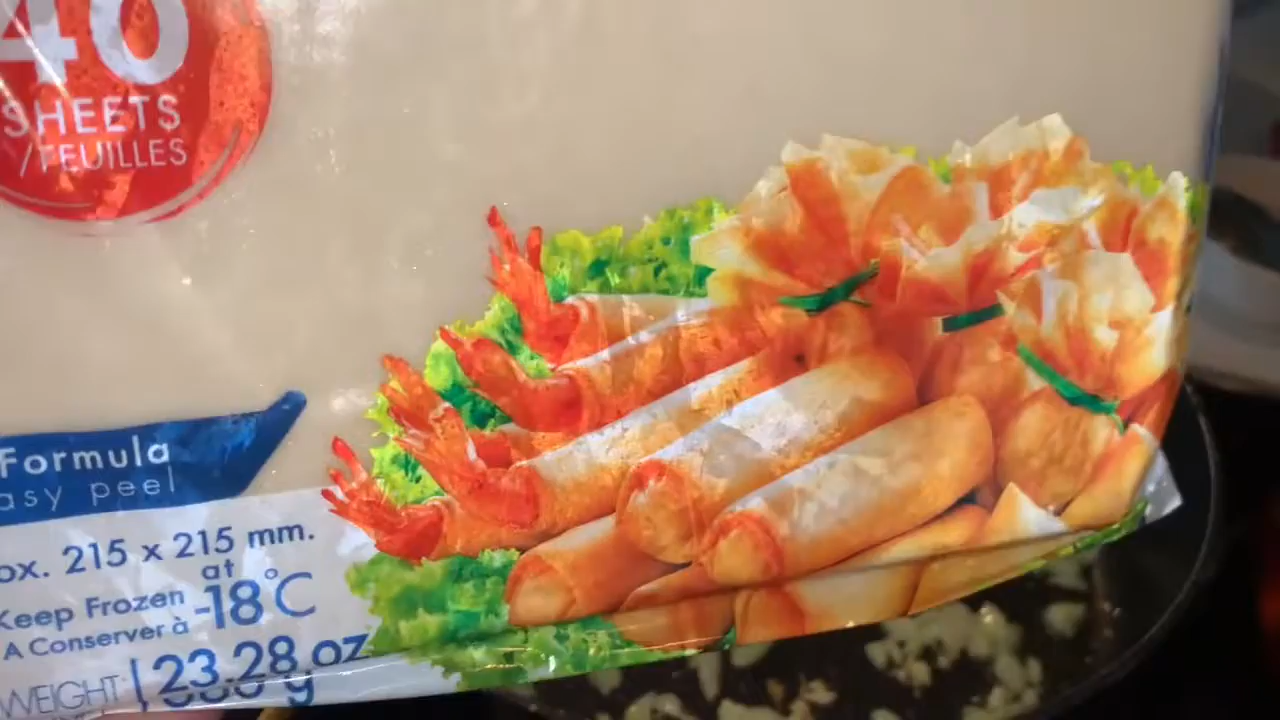 40
SHEETS
/FEUILLES
Formula
asy peel
ox. 215 x 215 mm.
Keep Frozen at -18°C
A Conserver à
WEIGHT 23.28 oz
g